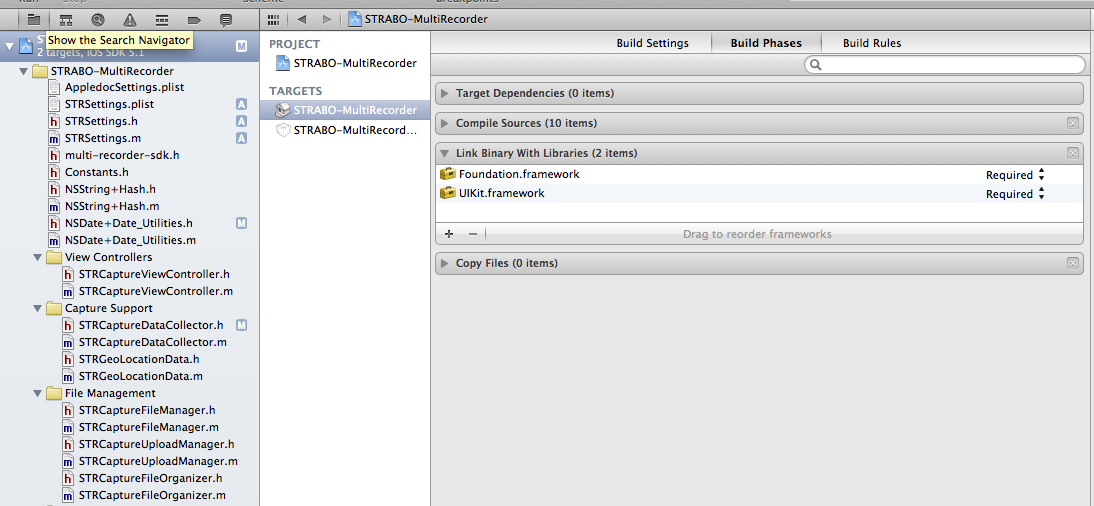 Scheme
Breakpoints
STRABO-MultiRecorder
Show the Search Navigator
2 targets, iOS SDK 5.1
M
STRABO-MultiRecorder
AppledocSettings.plist
STRSettings.plist
A
STRSettings.h
A
STRSettings.m
A
multi-recorder-sdk.h
Constants.h
NSString+Hash.h
NSString+Hash.m
NSDate+Date_Utilities.h
M
NSDate+Date_Utilities.m
View Controllers
STRCaptureViewController.h
STRCaptureViewController.m
Capture Support
STRCaptureDataCollector.h
M
STRCaptureDataCollector.m
STRGeoLocationData.h
STRGeoLocationData.m
File Management
STRCaptureFileManager.h
STRCaptureFileManager.m
STRCaptureUploadManager.h
STRCaptureUploadManager.m
STRCaptureFileOrganizer.h
STRCaptureFileOrganizer.m
PROJECT
STRABO-MultiRecorder
TARGETS
STRABO-MultiRecorder
STRABO-MultiRecord...
Build Settings
Build Phases
Build Rules
Target Dependencies (0 items)
Compile Sources (10 items)
Link Binary With Libraries (2 items)
Foundation.framework
Required
UIKit.framework
Required
Drag to reorder frameworks
Copy Files (0 items)